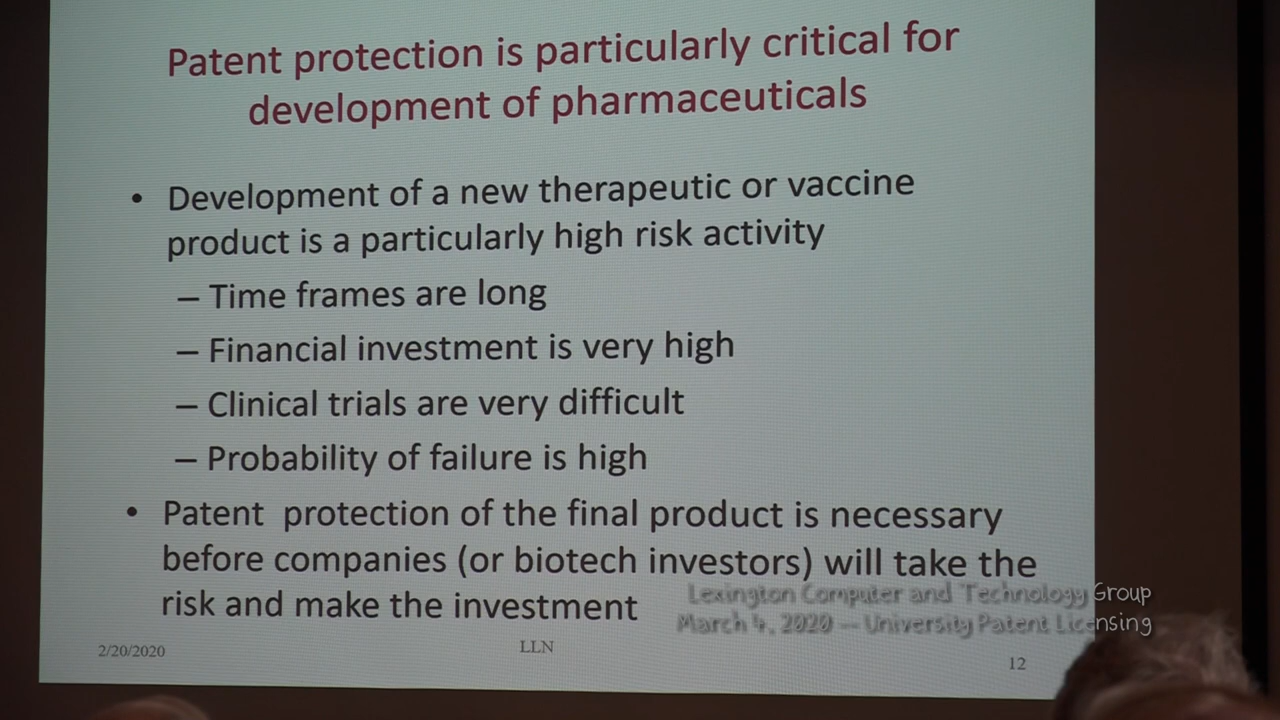 Patent protection is particularly critical for
development of pharmaceuticals
• Development of a new therapeutic or vaccine
product is a particularly high risk activity
– Time frames are long
– Financial investment is very high
– Clinical trials are very difficult
– Probability of failure is high
• Patent protection of the final product is necessary
before companies (or biotech investors) will take the
risk and make the investment
Lexington Computer and Technology Group
March 4, 2020 -- University Patent Licensing
2/20/2020
LLN
12